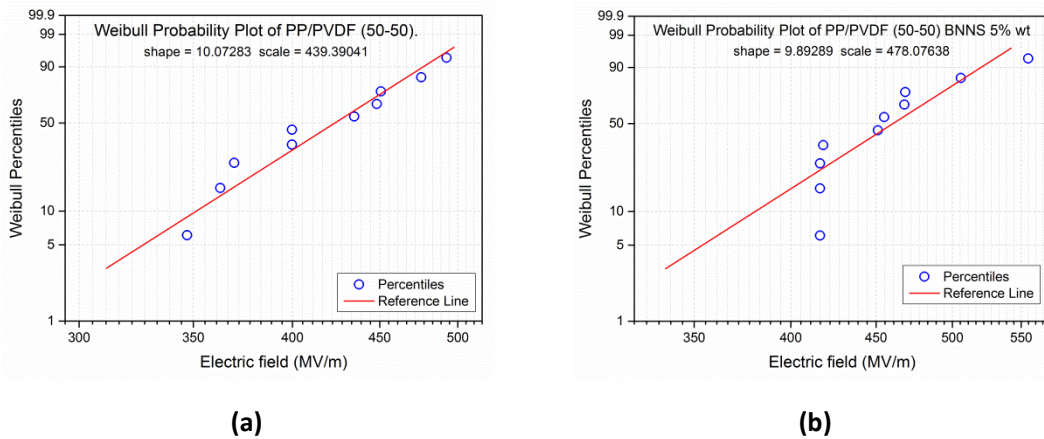 Weibull Probability Plot of PP/PVDF (50-50).
shape = 10.07283  scale = 439.39041
99.9
99
90
50
10
5
1
Weibull Percentiles
Percentiles
Reference Line
300 350 400 450 500
Electric field (MV/m)
(a)
Weibull Probability Plot of PP/PVDF (50-50) BNNS 5% wt
shape = 9.89289  scale = 478.07638
99.9
99
90
50
10
5
1
Weibull Percentiles
Percentiles
Reference Line
350 400 450 500 550
Electric field (MV/m)
(b)